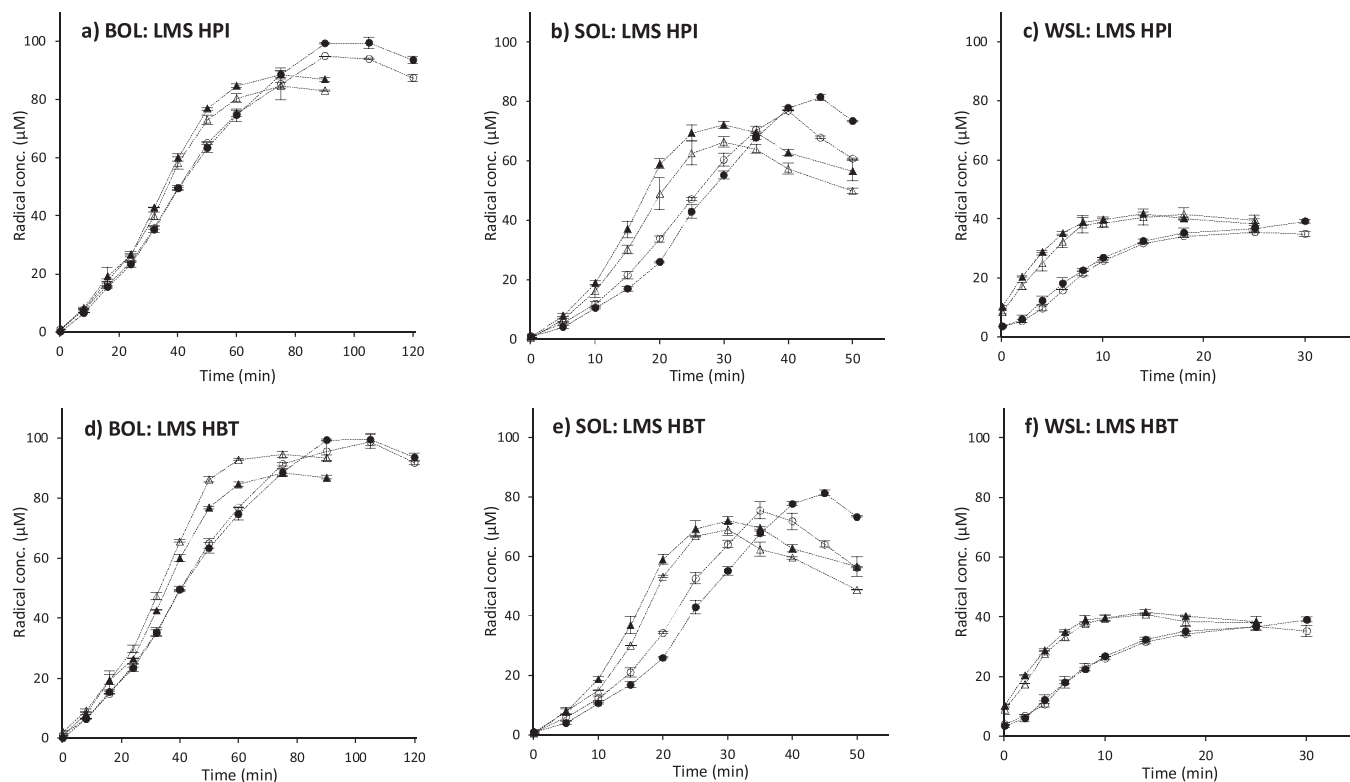 a) BOL: LMS HPI
Radical conc. (µM)
100
80
60
40
20
0
0 20 40 60 80 100 120
Time (min)
b) SOL: LMS HPI
Radical conc. (µM)
100
80
60
40
20
0
0 10 20 30 40 50
Time (min)
c) WSL: LMS HPI
Radical conc. (µM)
100
80
60
40
20
0
0 10 20 30
Time (min)
d) BOL: LMS HBT
Radical conc. (µM)
100
80
60
40
20
0
0 20 40 60 80 100 120
Time (min)
e) SOL: LMS HBT
Radical conc. (µM)
100
80
60
40
20
0
0 10 20 30 40 50
Time (min)
f) WSL: LMS HBT
Radical conc. (µM)
100
80
60
40
20
0
0 10 20 30
Time (min)